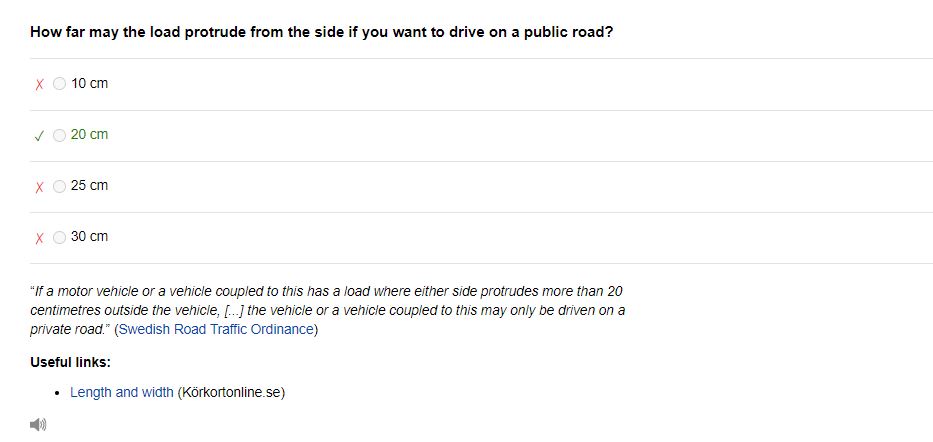 How far may the load protrude from the side if you want to drive on a public road?
10 cm
20 cm
25 cm
30 cm
“If a motor vehicle or a vehicle coupled to this has a load where either side protrudes more than 20
centimetres outside the vehicle, [...] the vehicle or a vehicle coupled to this may only be driven on a
private road.” (Swedish Road Traffic Ordinance)
Useful links:
• Length and width (Körkortonline.se)